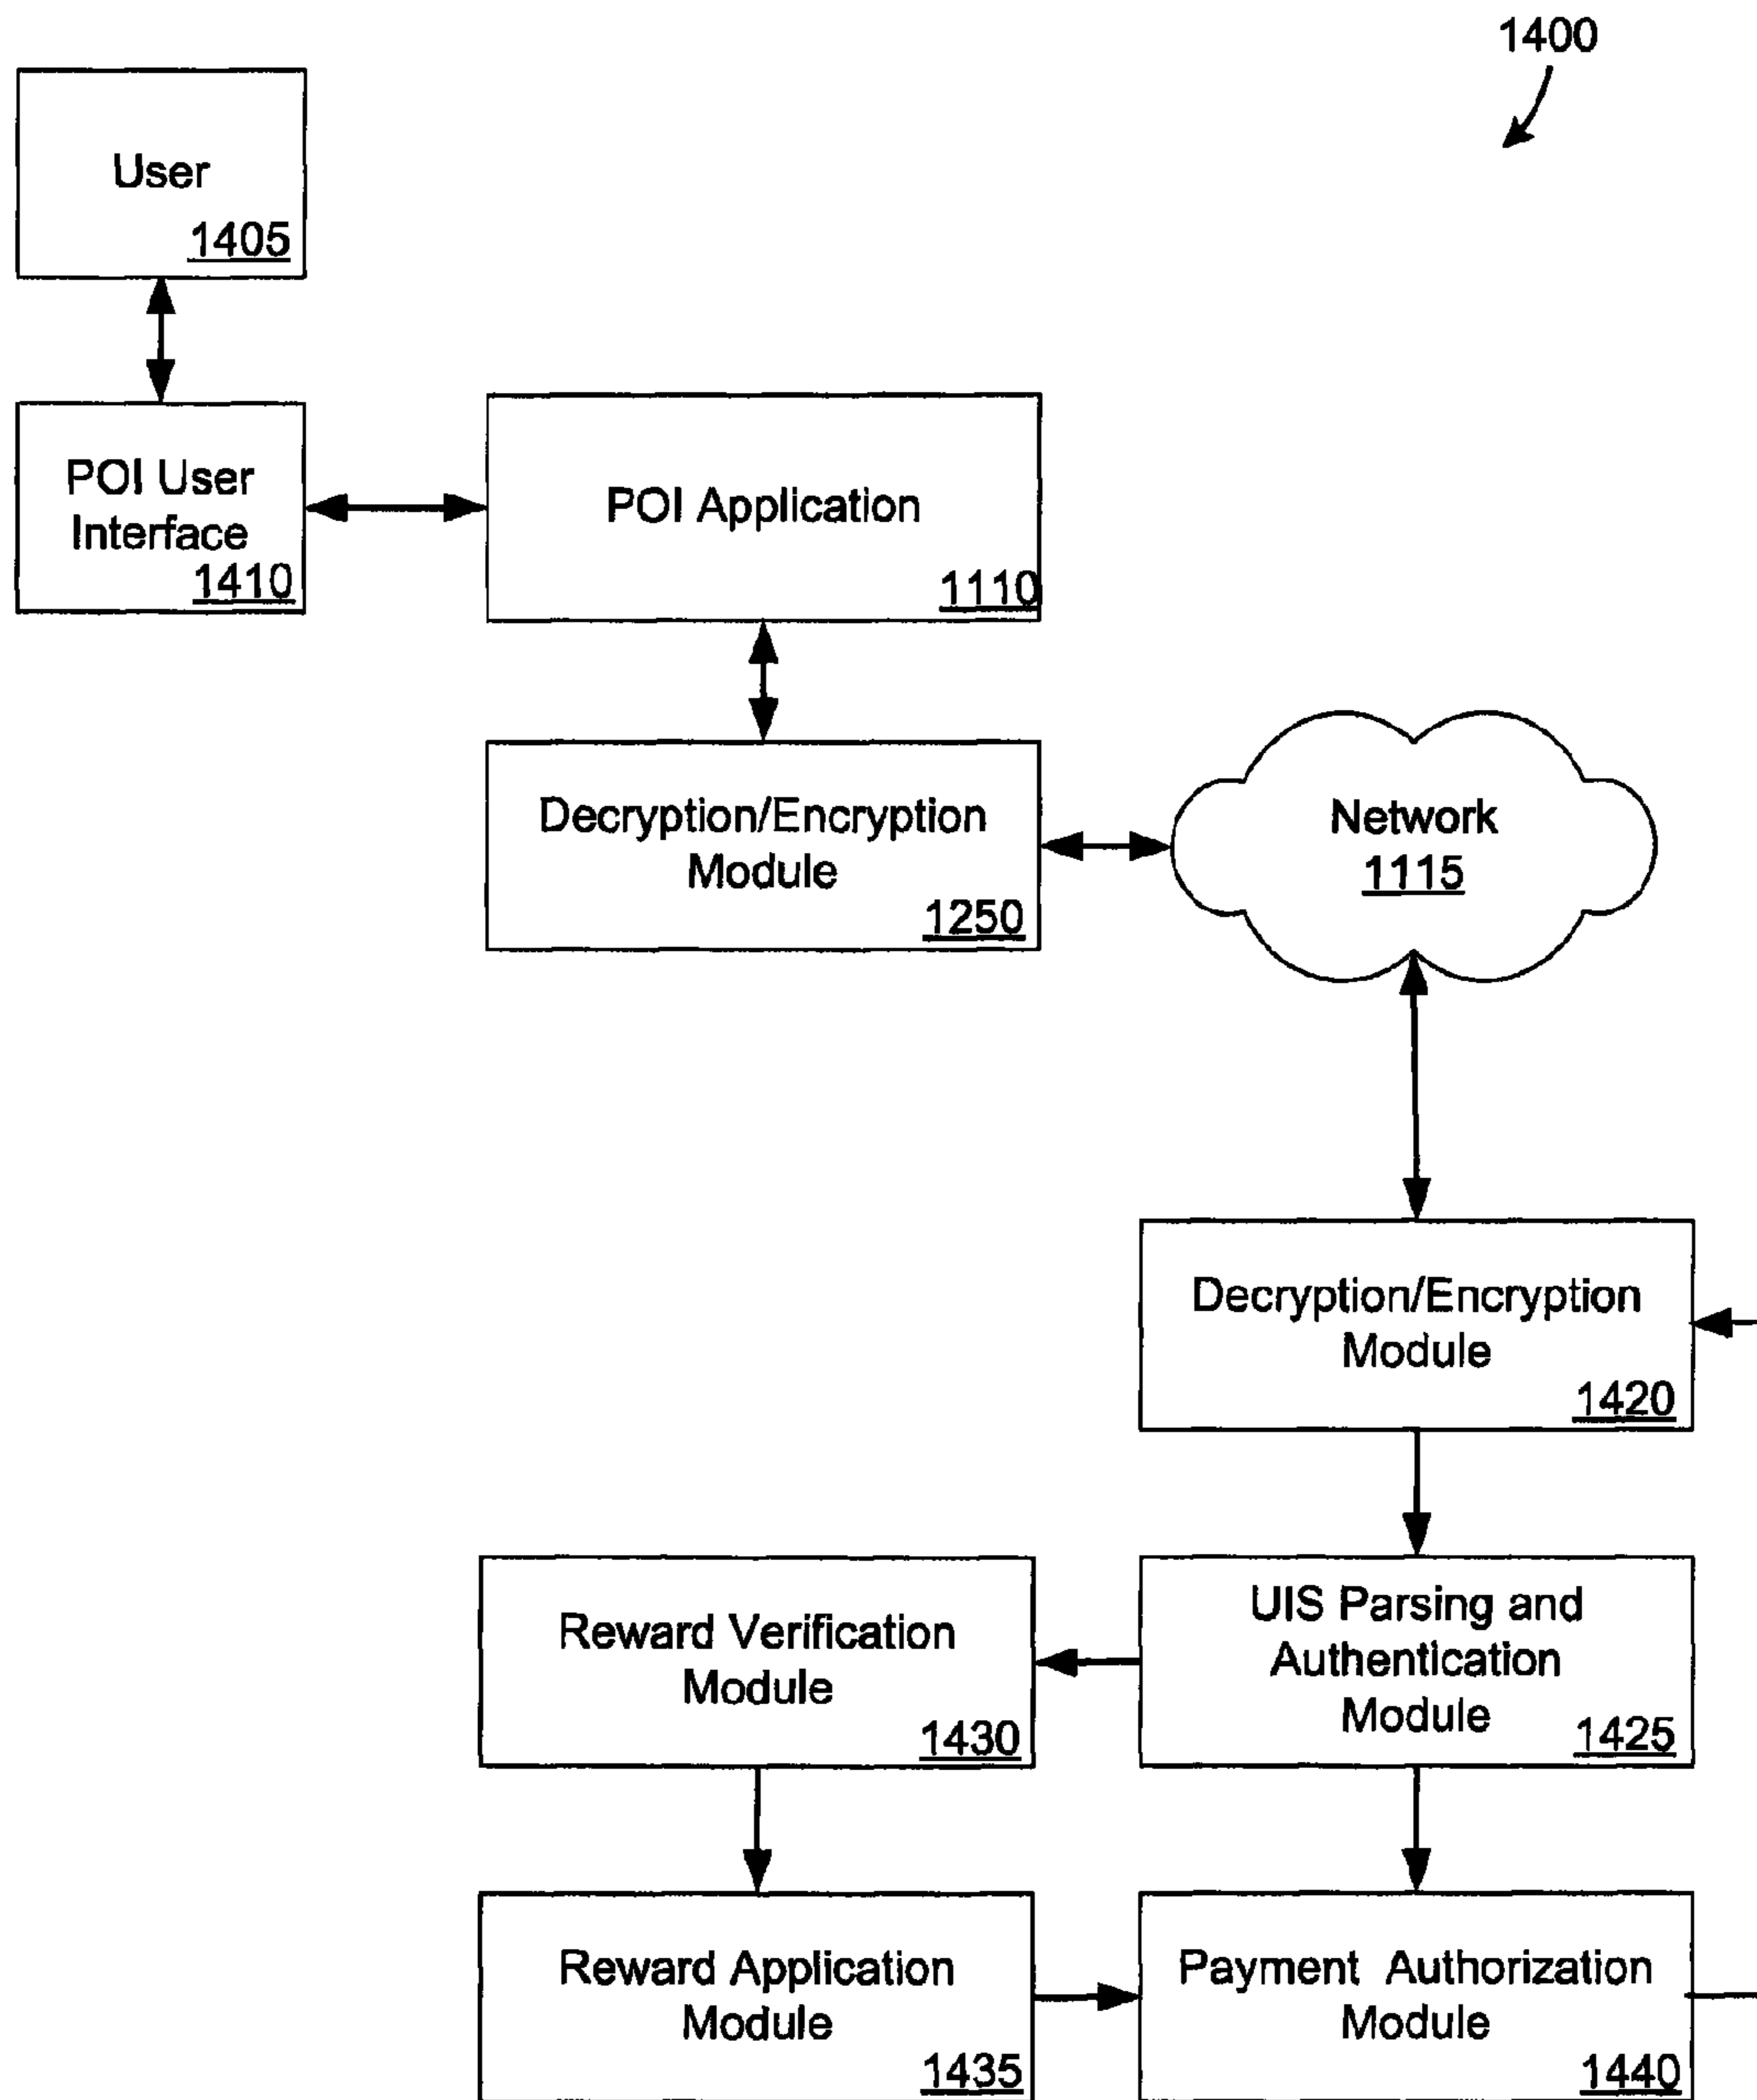 1400
User
1405
POI User
Interface
1410
POI Application
1110
Decryption/Encryption
Module
1250
Network
1115
Decryption/Encryption
Module
1420
Reward Verification
Module
1430
UIS Parsing and
Authentication
Module
1425
Reward Application
Module
1435
Payment Authorization
Module
1440